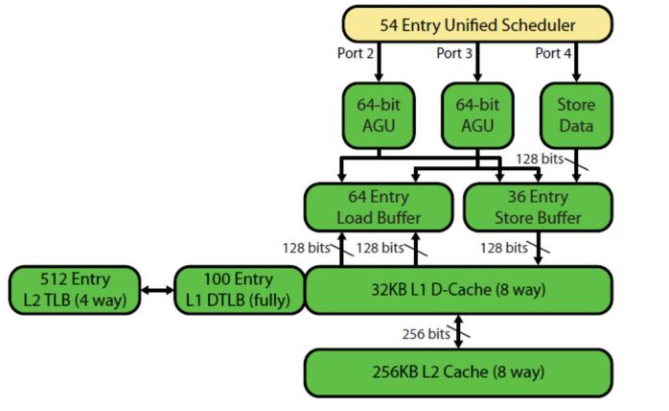 54 Entry Unified Scheduler
Port 2
Port 3
Port 4
64-bit
AGU
64-bit
AGU
Store
Data
128 bits
64 Entry
Load Buffer
36 Entry
Store Buffer
128 bits
128 bits
128 bits
512 Entry
L2 TLB (4 way)
100 Entry
L1 DTLB (fully)
32KB L1 D-Cache (8 way)
256 bits
256KB L2 Cache (8 way)